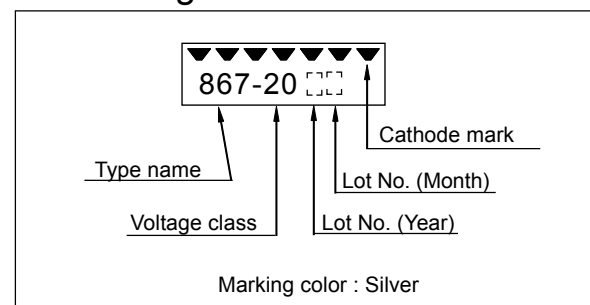 867-20
Cathode mark
Type name
Lot No. (Month)
Voltage class
Lot No. (Year)
Marking color : Silver